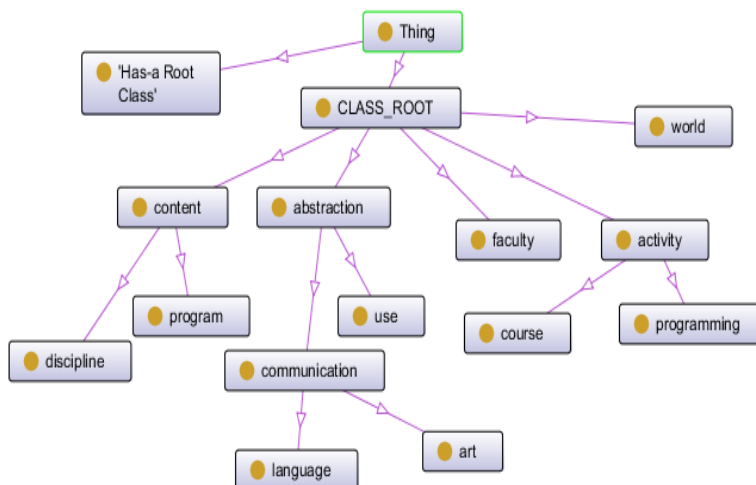 Thing
'Has-a Root
Class'
CLASS_ROOT
world
content
abstraction
faculty
activity
program
use
course
programming
discipline
communication
art
language